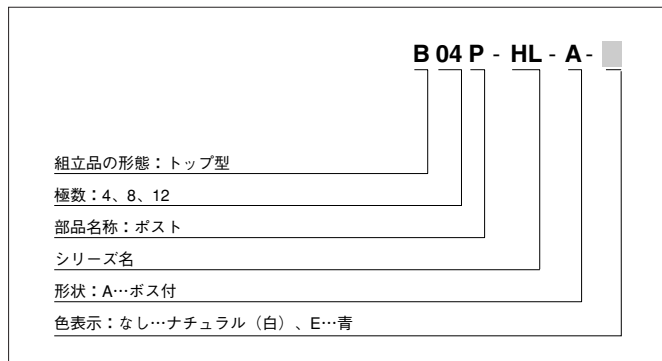 B 04 P - HL - A -
組立品の形態：トップ型
極数：4、8、12
部品名称：ポスト
シリーズ名
形状：A…ボス付
色表示：なし…ナチュラル（白）、E…青